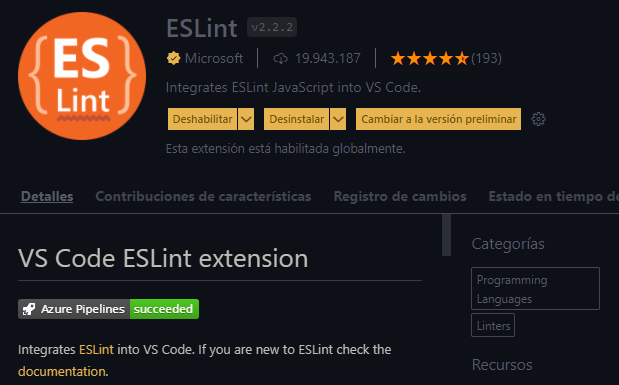 {ES}
Lint
ESLint v2.2.2
Microsoft 19.943.187 (193)
Integrates ESLint JavaScript into VS Code.
Deshabilitar Desinstalar Cambiar a la versión preliminar
Esta extensión está habilitada globalmente.
Detalles Contribuciones de características Registro de cambios Estado en tiempo de
VS Code ESLint extension
Azure Pipelines succeeded
Integrates ESLint into VS Code. If you are new to ESLint check the
documentation.
Categorías
Programming
Languages
Linters
Recursos